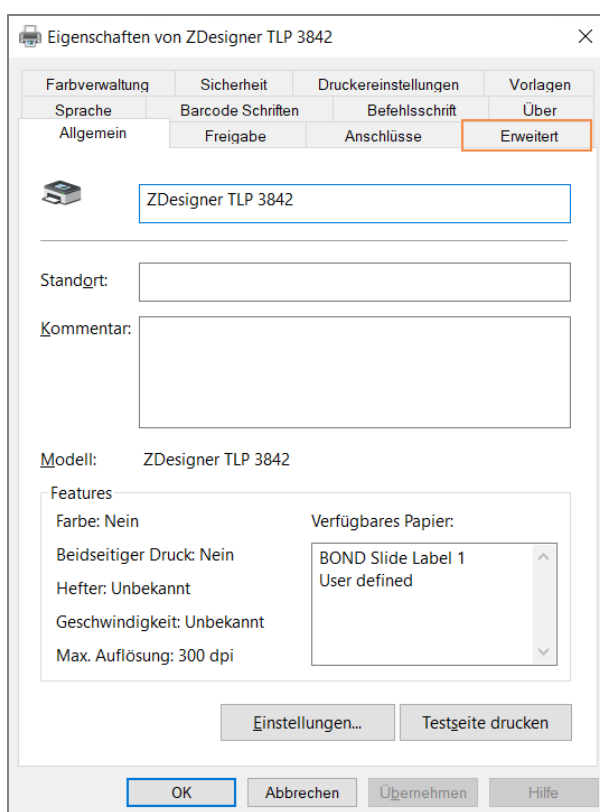 Eigenschaften von ZDesigner TLP 3842
Farbverwaltung Sicherheit Druckereinstellungen Vorlagen
Sprache Barcode Schriften Befehlsschrift Über
Allgemein Freigabe Anschlüsse Erweitert
ZDesigner TLP 3842
Standort:
Kommentar:
Modell: ZDesigner TLP 3842
Features
Farbe: Nein Verfügbares Papier:
Beidseitiger Druck: Nein BOND Slide Label 1
User defined
Hefter: Unbekannt
Geschwindigkeit: Unbekannt
Max. Auflösung: 300 dpi
Einstellungen... Testseite drucken
OK Abbrechen Übernehmen Hilfe